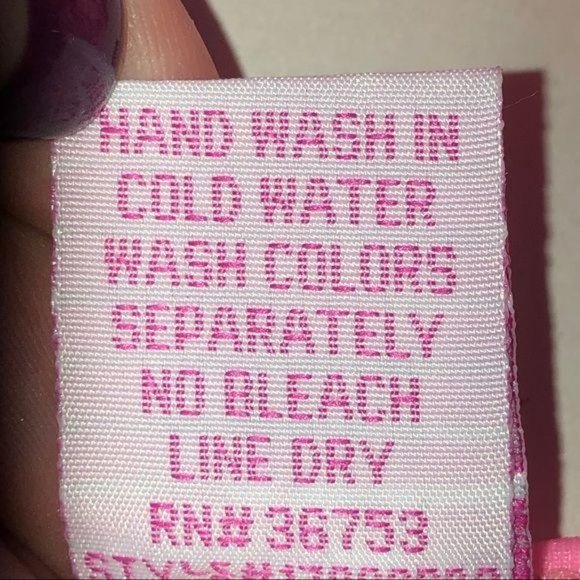 HAND WASH IN
COLD WATER
WASH COLORS
SEPARATELY
NO BLEACH
LINE DRY
RN# 36753